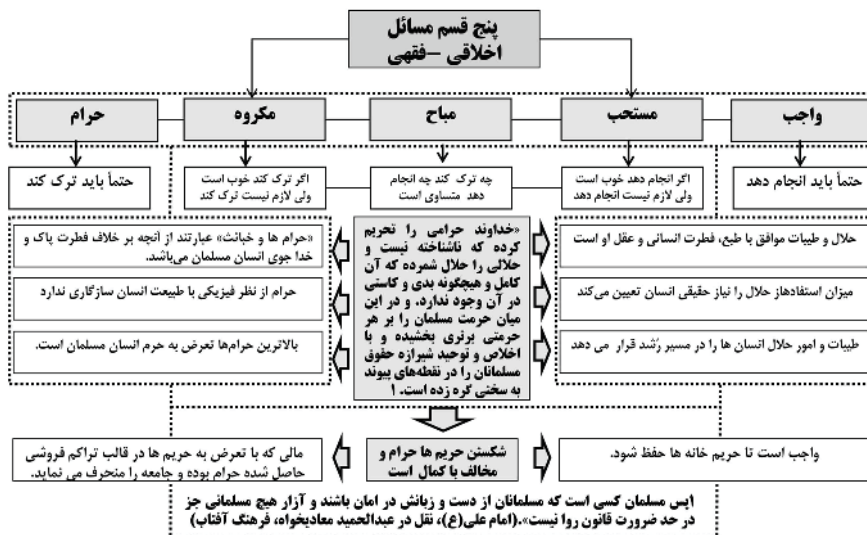 پنج قسم مسائل
اخلاقی –فقهی
واجب
مستحب
مباح
مکروه
حرام
حتماً باید انجام دهد
اگر انجام دهد خوب است
ولی لازم نیست انجام دهد
چه ترک کند چه انجام
دهد متساوی است
اگر ترک کند خوب است
ولی لازم نیست ترک کند
حتماً باید ترک کند
حلال و طیبات موافق با طبع، فطرت انسانی و عقل او است
میزان استفادهاز حلال را نیاز حقیقی انسان تعیین می‌کند
طیبات و امور حلال انسان ها را در مسیر رُشد قرار می دهد
«خداوند حرامی را تحریم
کرده که ناشناخته نیست و
حلالی را حلال شمرده که آن
کامل و هیچگونه بدی و کاستی
در آن وجود ندارد. و در این
میان حرمت مسلمان را بر هر
حرمتی برتری بخشیده و با
اخلاص و توحید شیرازه حقوق
مسلمانان را در نقطه‌های پیوند
به سختی گره زده است. ۱
«حرام ها و خبائث» عبارتند از آنچه بر خلاف فطرت پاک و
خدا جوی انسان مسلمان می‌باشد.
حرام از نظر فیزیکی با طبیعت انسان سازگاری ندارد
بالاترین حرام‌ها تعرض به حرم انسان مسلمان است.
واجب است تا حریم خانه ها حفظ شود.
شکستن حریم ها حرام و
مخالف با کمال است
مالی که با تعرض به حریم ها در قالب تراکم فروشی
حاصل شده حرام بوده و جامعه را منحرف می نماید.
۱پس مسلمان کسی است که مسلمانان از دست و زبانش در امان باشند و آزار هیچ مسلمانی جز
در حد ضرورت قانون روا نیست».(امام علی(ع)، نقل در عبدالحمید معادیخواه، فرهنگ آفتاب)